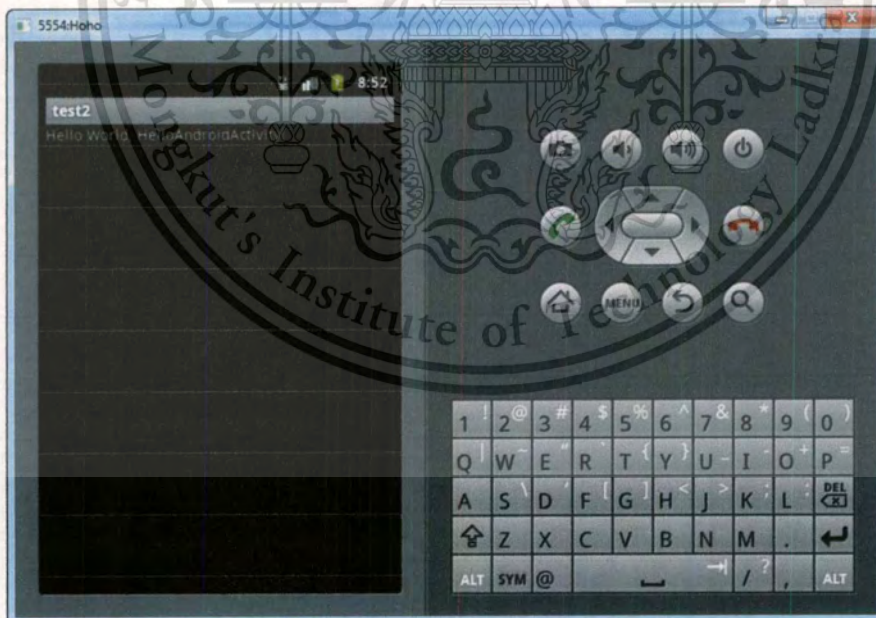 5554:Hoho
8:52
test2
Hello World, HelloAndroidActivity
Mongkut's Institute of Technology Ladkra
MENU
1 ! 2 @ 3 # 4 $ 5 % 6 ^ 7 & 8 * 9 ( 0 )
Q | W ~ E " R ` T { Y } U _ I - O + P =
A S \ D ' F [ G ] H < J > K ; L : DEL
Z X C V B N M .
ALT SYM @ / ? , ALT